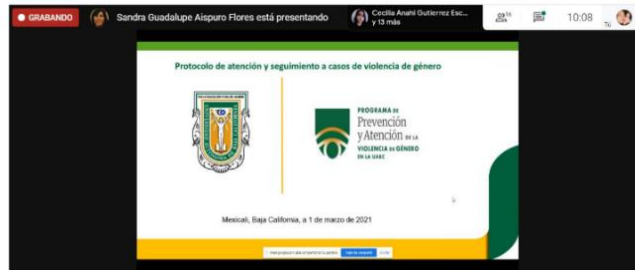 GRABANDO
Sandra Guadalupe Aispuro Flores está presentando
Cecilia Anahi Gutierrez Esc...
y 13 más
16
10:08
Tú
Protocolo de atención y seguimiento a casos de violencia de género
PROGRAMA DE
Prevención
y Atención DE LA
VIOLENCIA DE GÉNERO
EN LA UABC
Mexicali, Baja California, a 1 de marzo de 2021